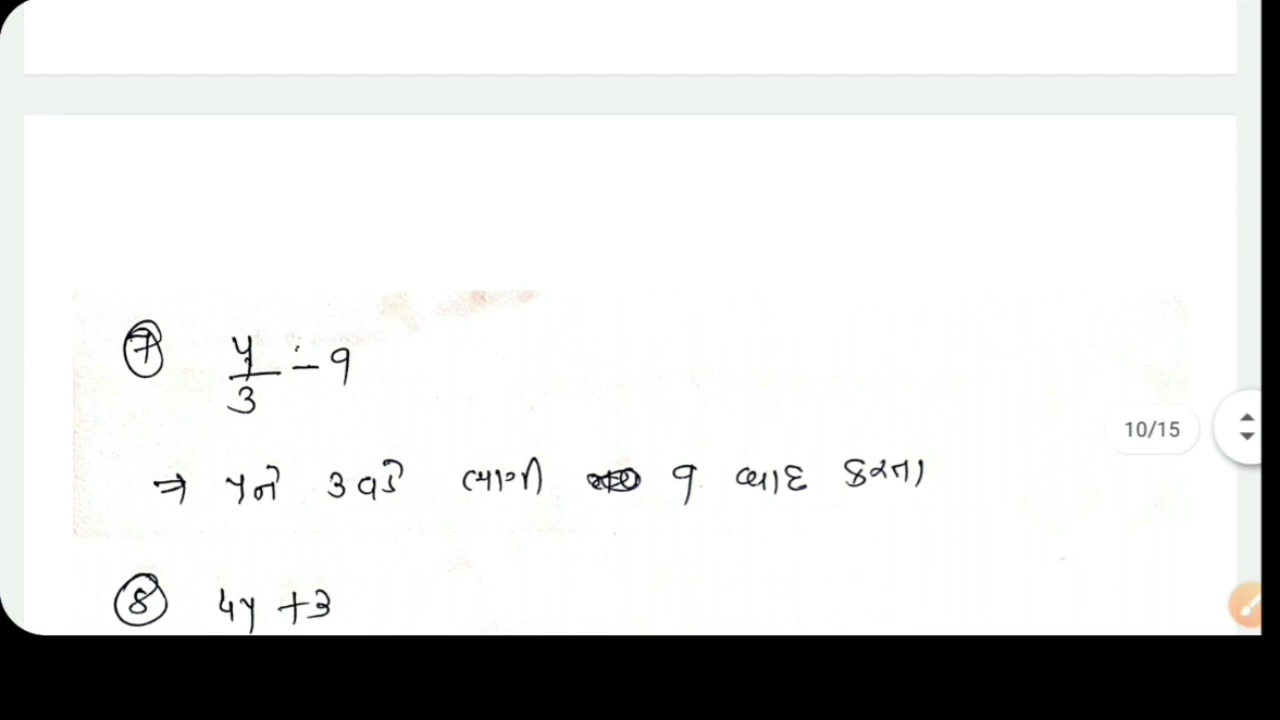 7 y/3 - 9
⇒ yને 3 વડે ભાગી 9 બાદ કરતા
10/15
8 4y + 3